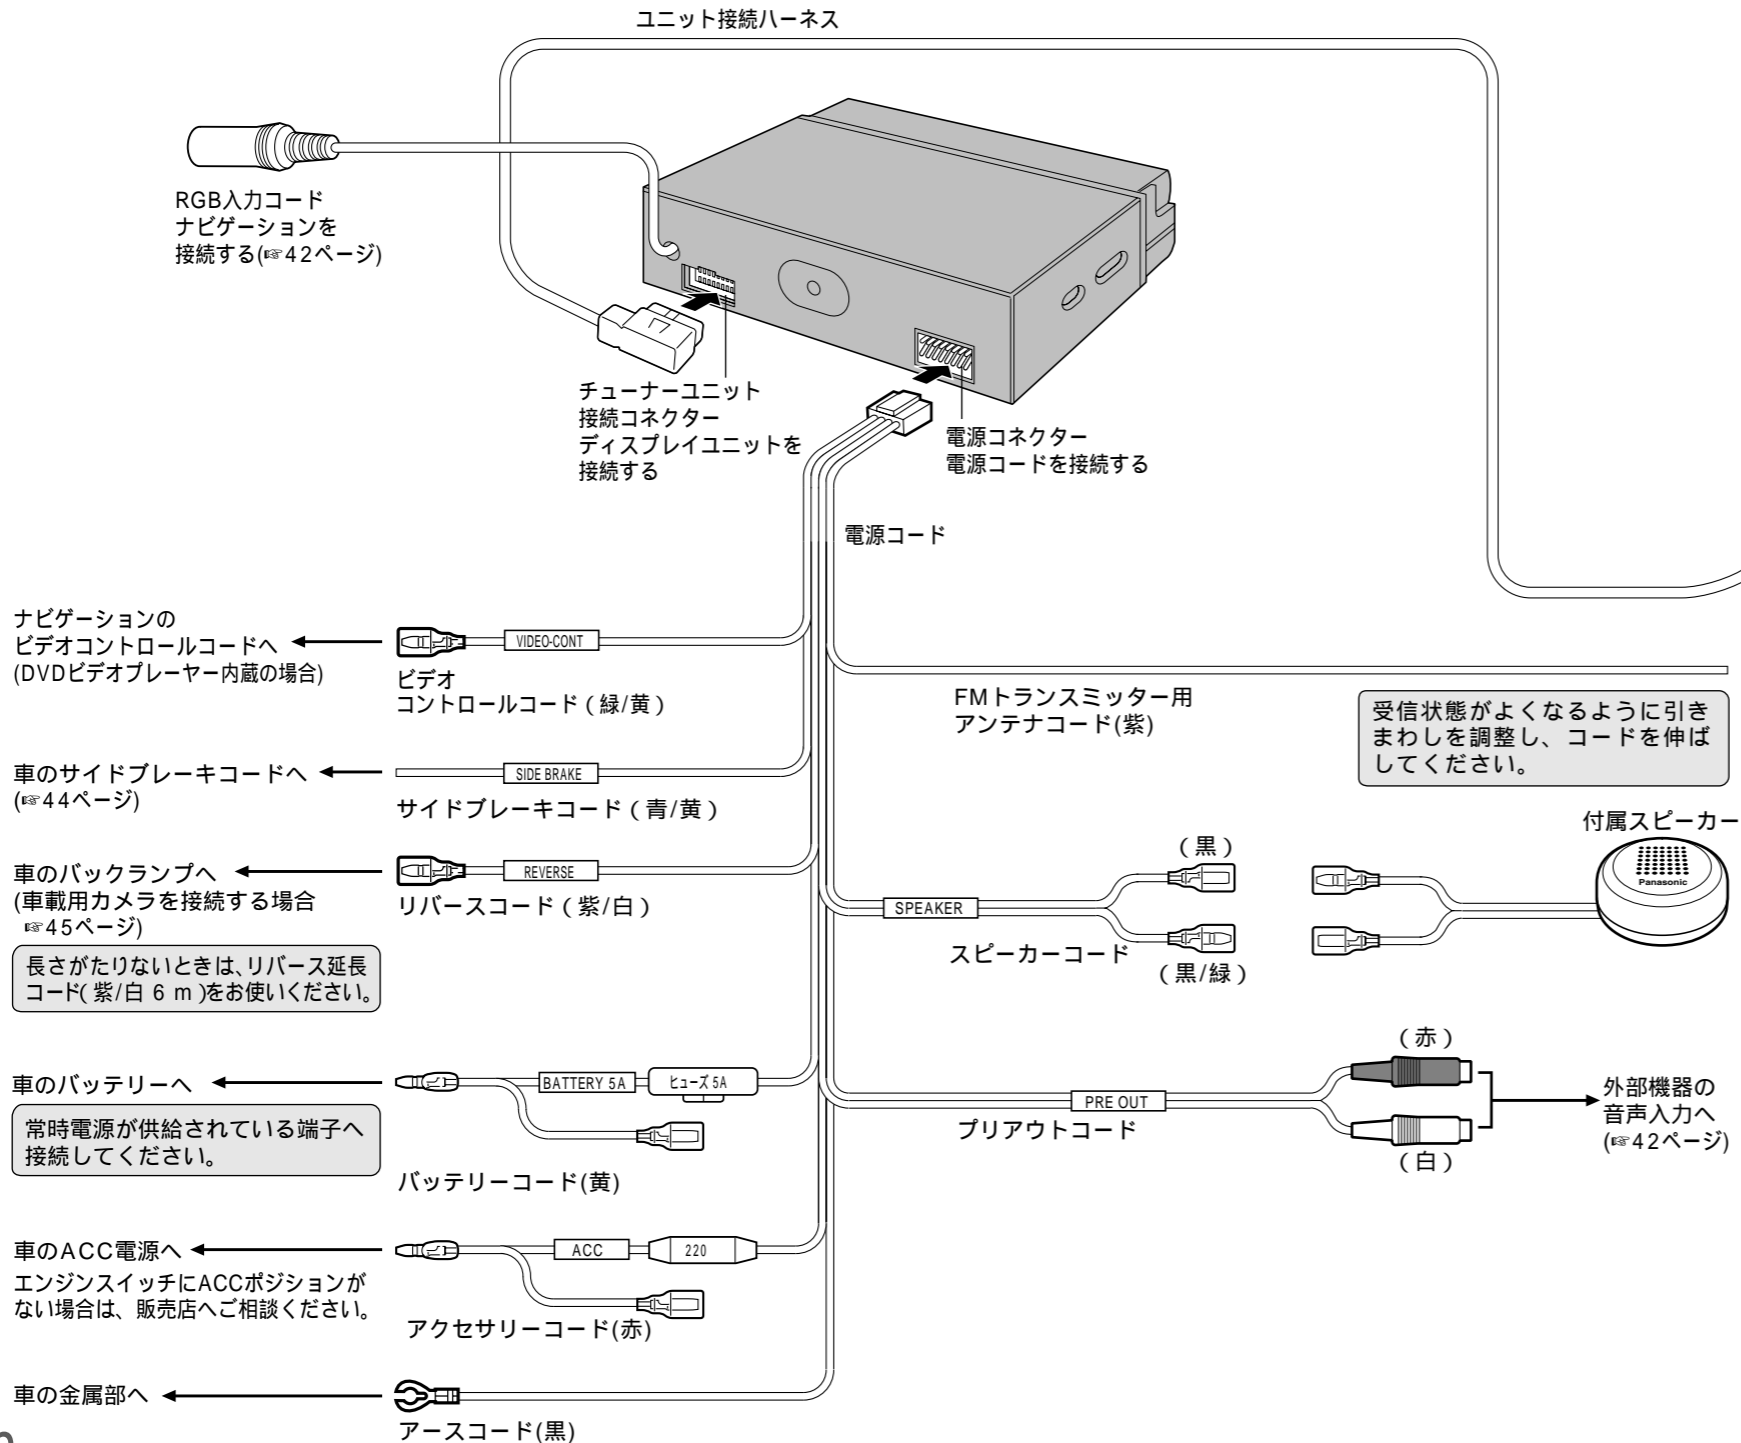 ユニット接続ハーネス
RGB入力コード
ナビゲーションを
接続する(☞42ページ)
チューナーユニット
接続コネクター
ディスプレイユニットを
接続する
電源コネクター
電源コードを接続する
電源コード
ナビゲーションの
ビデオコントロールコードへ
(DVDビデオプレーヤー内蔵の場合)
VIDEO-CONT
ビデオ
コントロールコード(緑/黄)
FMトランスミッター用
アンテナコード(紫)
受信状態がよくなるように引き
まわしを調整し、コードを伸ば
してください。
車のサイドブレーキコードへ
(☞44ページ)
SIDE BRAKE
サイドブレーキコード(青/黄)
付属スピーカー
Panasonic
車のバックランプへ
(車載用カメラを接続する場合
☞45ページ)
REVERSE
リバースコード(紫/白)
長さがたりないときは、リバース延長
コード(紫/白 6 m)をお使いください。
(黒)
SPEAKER
スピーカーコード
(黒/緑)
車のバッテリーへ
常時電源が供給されている端子へ
接続してください。
BATTERY 5A
ヒューズ 5A
バッテリーコード(黄)
(赤)
PRE OUT
プリアウトコード
(白)
外部機器の
音声入力へ
(☞42ページ)
車のACC電源へ
エンジンスイッチにACCポジションが
ない場合は、販売店へご相談ください。
ACC
220
アクセサリーコード(赤)
車の金属部へ
アースコード(黒)